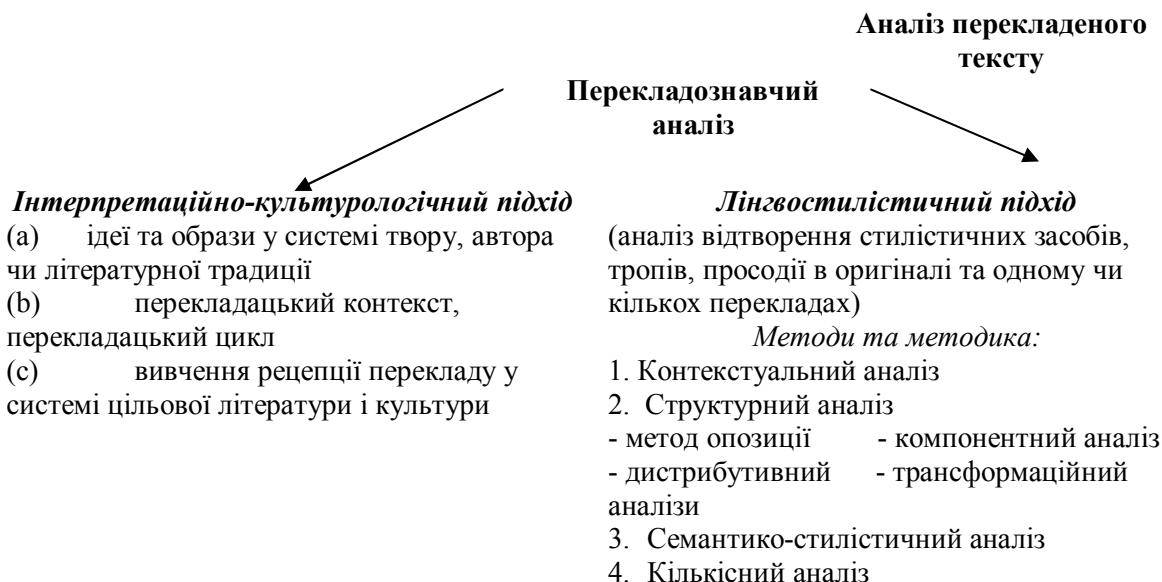 Аналіз перекладеного
тексту
Перекладознавчий
аналіз
Інтерпретаційно-культурологічний підхід
(a) ідеї та образи у системі твору, автора
чи літературної традиції
(b) перекладацький контекст,
перекладацький цикл
(c) вивчення рецепції перекладу у
системі цільової літератури і культури
Лінгвостилістичний підхід
(аналіз відтворення стилістичних засобів,
тропів, просодії в оригіналі та одному чи
кількох перекладах)
Методи та методика:
1. Контекстуальний аналіз
2. Структурний аналіз
- метод опозиції - компонентний аналіз
- дистрибутивний - трансформаційний
аналізи
3. Семантико-стилістичний аналіз
4. Кількісний аналіз